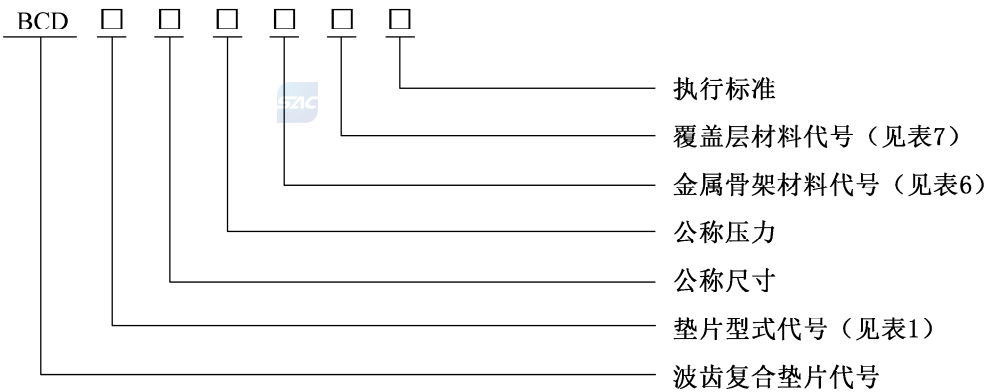 BCD □ □ □ □ □ □
SAC
执行标准
覆盖层材料代号（见表7）
金属骨架材料代号（见表6）
公称压力
公称尺寸
垫片型式代号（见表1）
波齿复合垫片代号